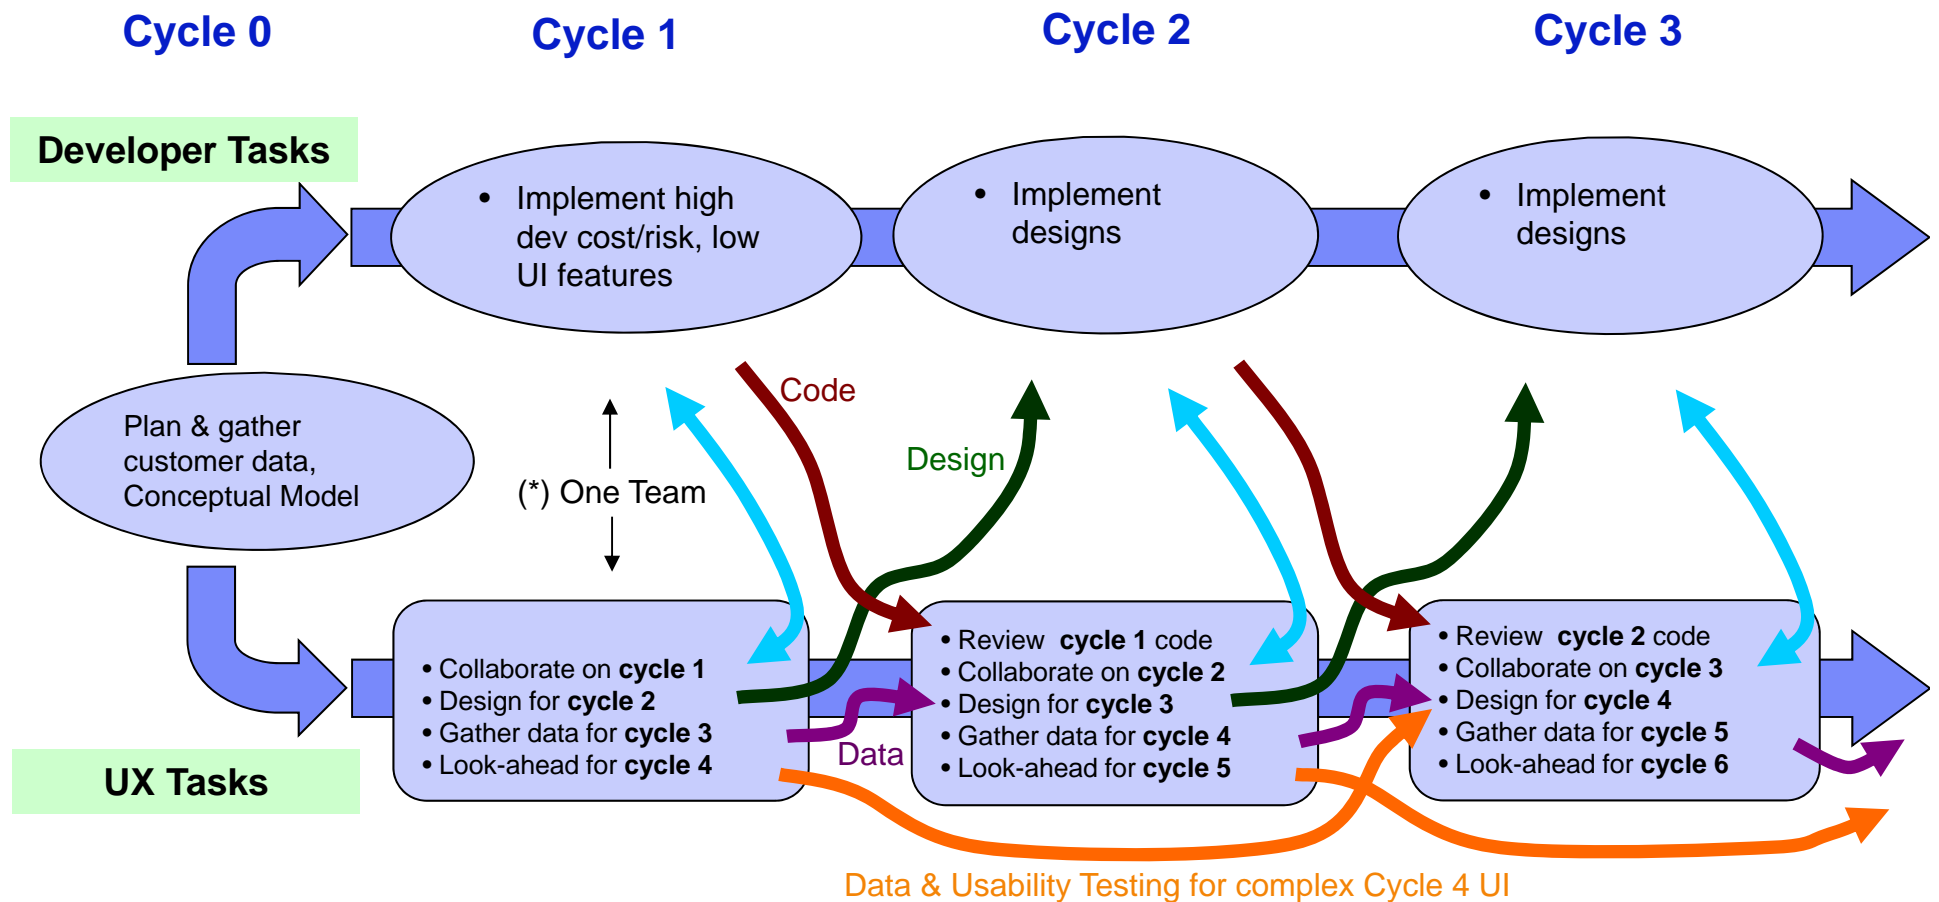 Cycle 0
Cycle 1
Cycle 2
Cycle 3
Developer Tasks
• Implement high
dev cost/risk, low
UI features
• Implement
designs
• Implement
designs
Plan & gather
customer data,
Conceptual Model
Code
Design
(*) One Team
• Collaborate on cycle 1
• Design for cycle 2
• Gather data for cycle 3
• Look-ahead for cycle 4
Data
• Review cycle 1 code
• Collaborate on cycle 2
• Design for cycle 3
• Gather data for cycle 4
• Look-ahead for cycle 5
• Review cycle 2 code
• Collaborate on cycle 3
• Design for cycle 4
• Gather data for cycle 5
• Look-ahead for cycle 6
UX Tasks
Data & Usability Testing for complex Cycle 4 UI